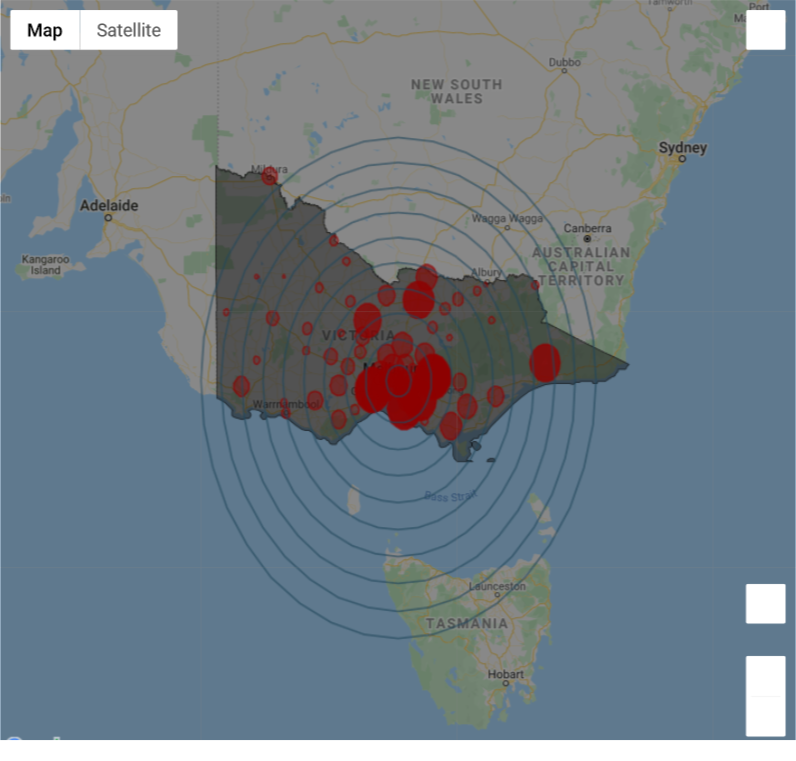 Map
Satellite
Tamworth
Port
Dubbo
NEW SOUTH
WALES
Sydney
Mildura
Adelaide
Wagga Wagga
Canberra
Kangaroo
Island
AUSTRALIAN
CAPITAL
TERRITORY
Albury
VICTORIA
Warrnambool
Bass Strait
Launceston
TASMANIA
Hobart